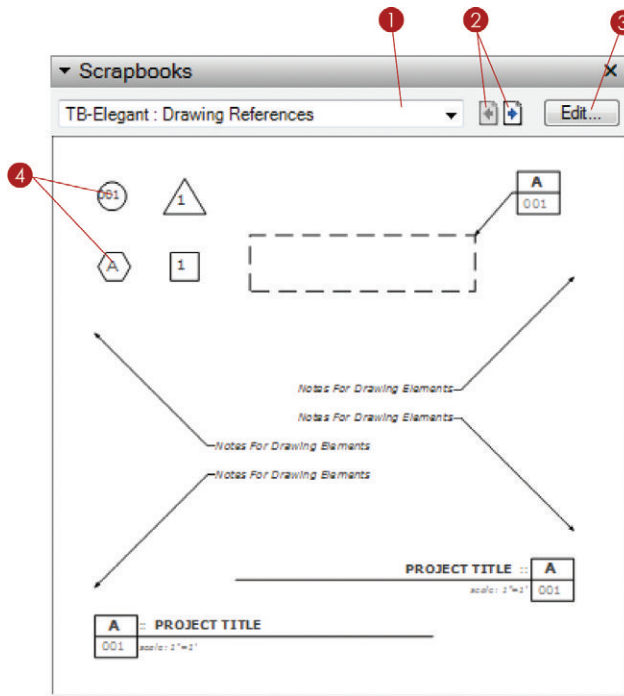 1 2 3
Scrapbooks x
TB-Elegant : Drawing References Edit...
4
001 1 A
001
A 1
Notes For Drawing Elements
Notes For Drawing Elements
Notes For Drawing Elements
Notes For Drawing Elements
PROJECT TITLE :: A
scale: 1"=1' 001
A :: PROJECT TITLE
001 scale: 1"=1'